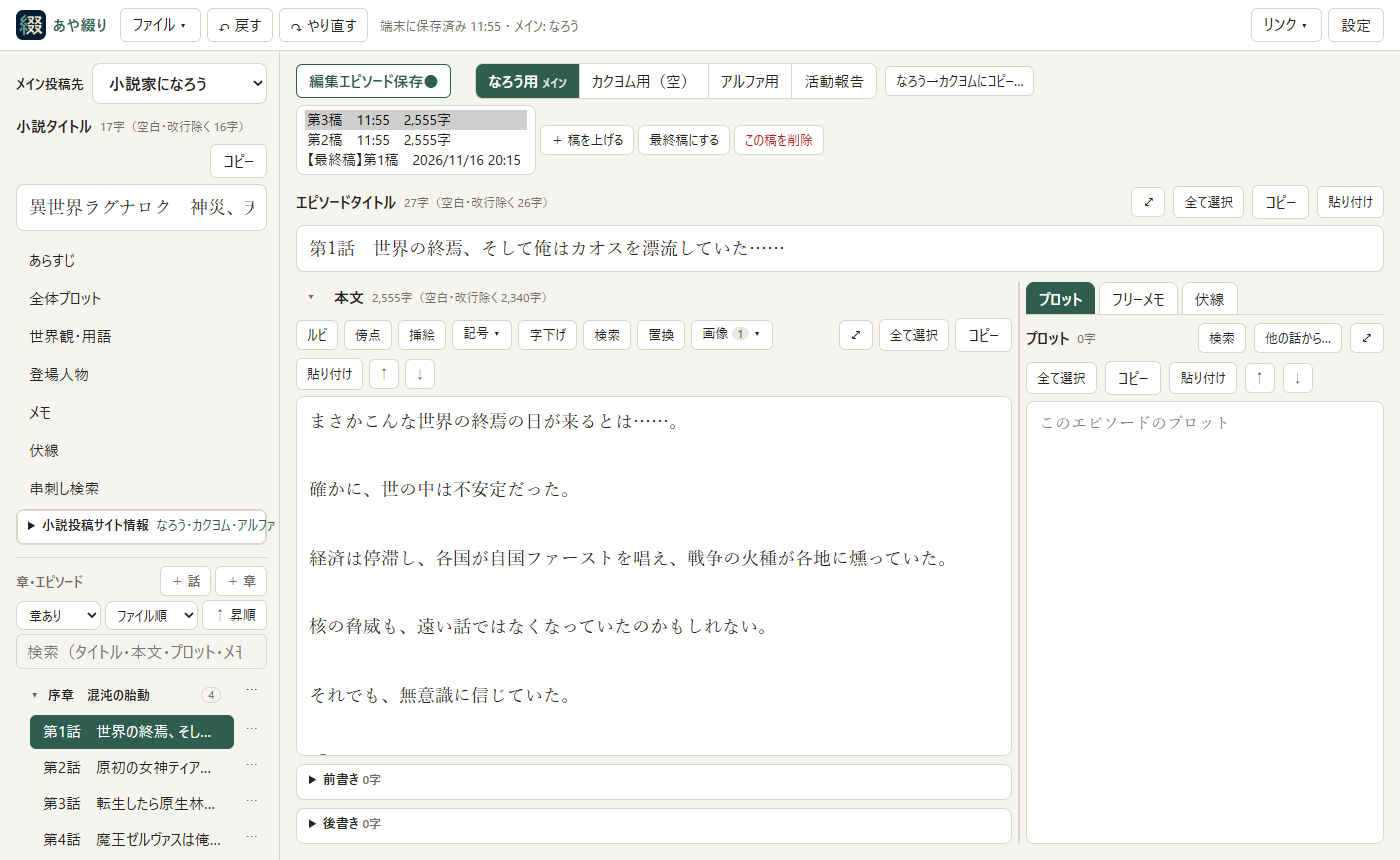 綴 あや綴り ファイル ▾ ↶ 戻す ↷ やり直す 端末に保存済み 11:55・メイン: なろう リンク ▾ 設定
メイン投稿先 小説家になろう
小説タイトル 17字（空白・改行除く16字）
コピー
異世界ラグナロク　神災、
あらすじ
全体プロット
世界観・用語
登場人物
メモ
伏線
串刺し検索
▶ 小説投稿サイト情報 なろう・カクヨム・アルファ
章・エピソード ＋ 話 ＋ 章
章あり ファイル順 ↑ 昇順
検索（タイトル・本文・プロット・メモ
▾ 序章　混沌の胎動 4 …
第1話　世界の終焉、そし… …
第2話　原初の女神ティア… …
第3話　転生したら原生林… …
第4話　魔王ゼルヴァスは俺… …
編集エピソード保存● なろう用 メイン カクヨム用（空） アルファ用 活動報告 なろう→カクヨムにコピー…
第3稿　11:55　2,555字
第2稿　11:55　2,555字
【最終稿】第1稿　2026/11/16 20:15
＋ 稿を上げる 最終稿にする この稿を削除
エピソードタイトル 27字（空白・改行除く26字） ⤢ 全て選択 コピー 貼り付け
第1話　世界の終焉、そして俺はカオスを漂流していた……
▾ 本文 2,555字（空白・改行除く2,340字）
ルビ 傍点 挿絵 記号 ▾ 字下げ 検索 置換 画像 1 ▾ ⤢ 全て選択 コピー
貼り付け ↑ ↓
まさかこんな世界の終焉の日が来るとは……。
確かに、世の中は不安定だった。
経済は停滞し、各国が自国ファーストを唱え、戦争の火種が各地に燻っていた。
核の脅威も、遠い話ではなくなっていたのかもしれない。
それでも、無意識に信じていた。
▶ 前書き 0字
▶ 後書き 0字
プロット フリーメモ 伏線
プロット 0字 検索 他の話から… ⤢
全て選択 コピー 貼り付け ↑ ↓
このエピソードのプロット